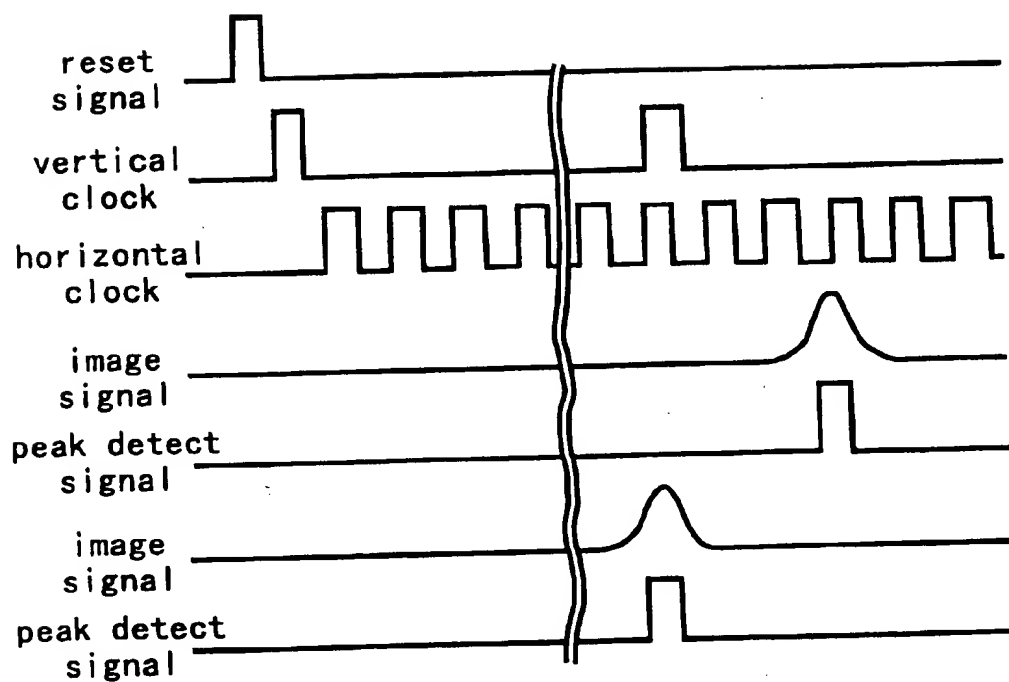 reset
signal
vertical
clock
horizontal
clock
image
signal
peak detect
signal
image
signal
peak detect
signal